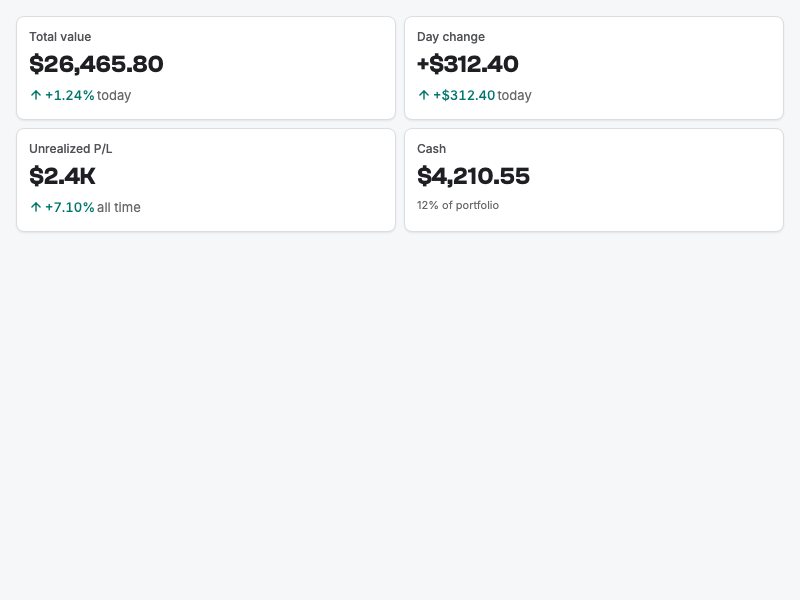 Total value
$26,465.80
↑ +1.24% today
Day change
+$312.40
↑ +$312.40 today
Unrealized P/L
$2.4K
↑ +7.10% all time
Cash
$4,210.55
12% of portfolio